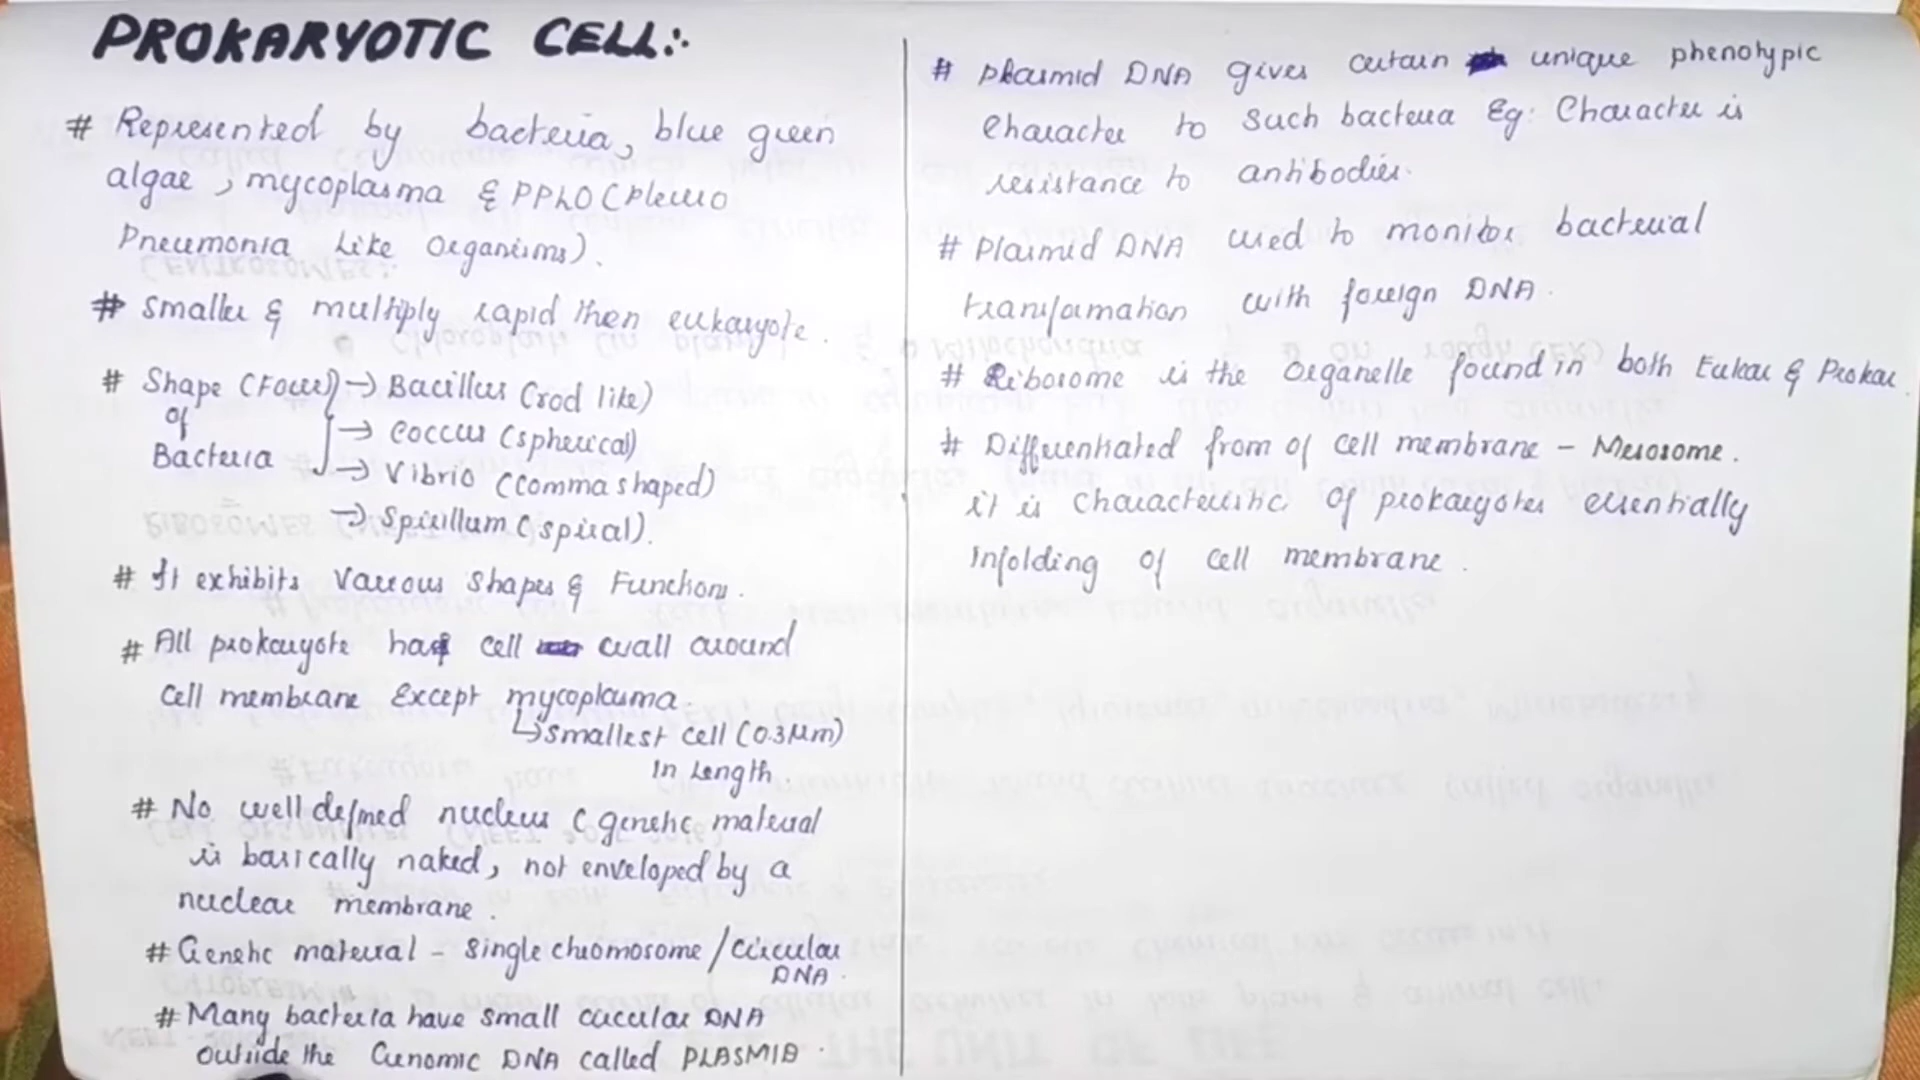 PROKARYOTIC CELL:-
# Represented by bacteria, blue green
algae, mycoplasma & PPLO (Pleuro
Pneumonia Like Organisms).
# Smaller & multiply rapid then eukaryote.
# Shape (Four) → Bacillus (rod like)
of
→ Coccus (spherical)
Bacteria
→ Vibrio (comma shaped)
→ Spirillum (spiral).
# It exhibits Various Shapes & Functions.
# All prokaryote has cell wall around
Cell membrane Except mycoplasma
↳ Smallest cell (0.3μm)
In Length.
# No well defined nucleus (genetic material
is basically naked, not enveloped by a
nuclear membrane.
# Genetic material - Single chromosome / Circular
DNA.
# Many bacteria have small circular DNA
outside the Genomic DNA called PLASMID.
# Plasmid DNA gives certain unique phenotypic
Character to such bacteria Eg: Character is
resistance to antibodies.
# Plasmid DNA used to monitor bacterial
transformation with foreign DNA.
# Ribosome is the Organelle found in both Eukar & Prokar.
# Differentiated from of cell membrane - Mesosome.
it is characteristic of prokaryotes essentially
Infolding of cell membrane.